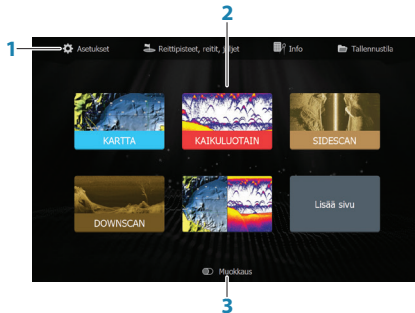 2
1
Asetukset Reittipisteet, reitit, jäljet Info Tallennustila
KARTTA KAIKULUOTAIN SIDESCAN
DOWNSCAN Lisää sivu
Muokkaus
3